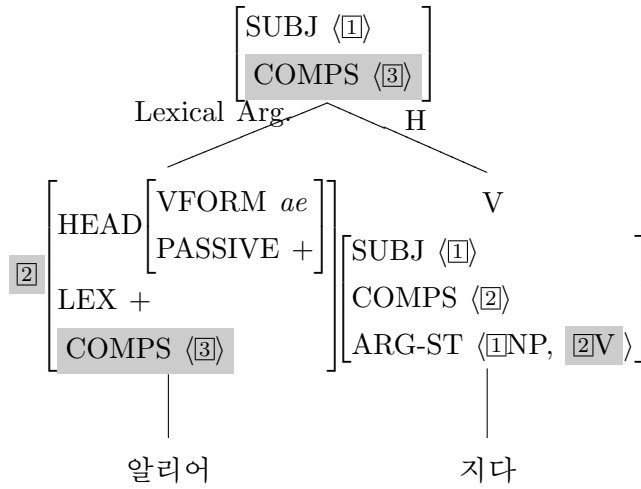 SUBJ ⟨1⟩
COMPS ⟨3⟩
Lexical Arg.
H
2
HEAD
VFORM ae
PASSIVE +
LEX +
COMPS ⟨3⟩
V
SUBJ ⟨1⟩
COMPS ⟨2⟩
ARG-ST ⟨1NP, 2V⟩
알리어
지다